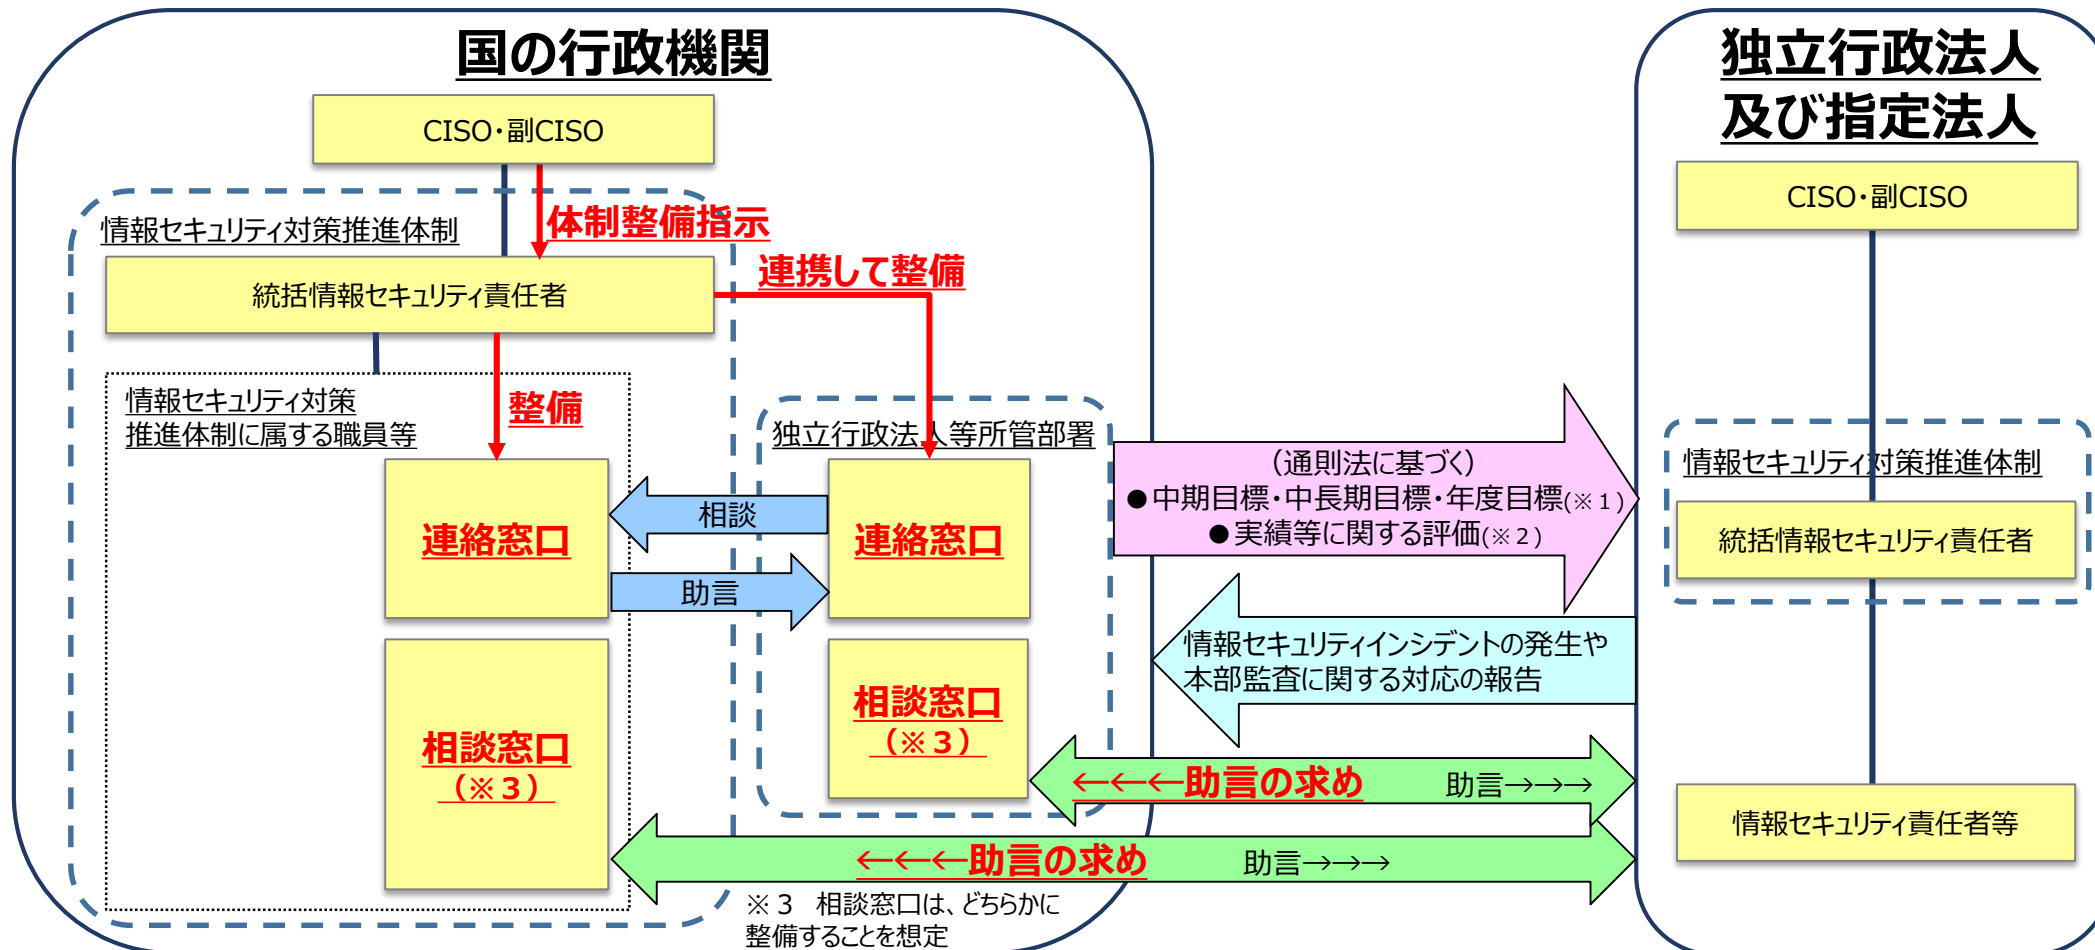 国の行政機関
CISO・副CISO
体制整備指示
情報セキュリティ対策推進体制
連携して整備
統括情報セキュリティ責任者
情報セキュリティ対策
推進体制に属する職員等
整備
独立行政法人等所管部署
連絡窓口
相談
助言
連絡窓口
相談窓口
（※３）
相談窓口
（※３）
（通則法に基づく）
●中期目標・中長期目標・年度目標(※１)
●実績等に関する評価(※２)
情報セキュリティインシデントの発生や
本部監査に関する対応の報告
←←←助言の求め　助言→→→
←←←助言の求め　助言→→→
※３　相談窓口は、どちらかに
整備することを想定
独立行政法人
及び指定法人
CISO・副CISO
情報セキュリティ対策推進体制
統括情報セキュリティ責任者
情報セキュリティ責任者等